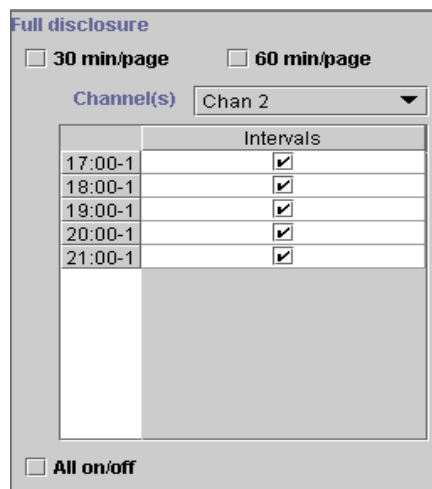 Full disclosure
30 min/page 60 min/page
Channel(s) Chan 2
Intervals
17:00-1
18:00-1
19:00-1
20:00-1
21:00-1
All on/off